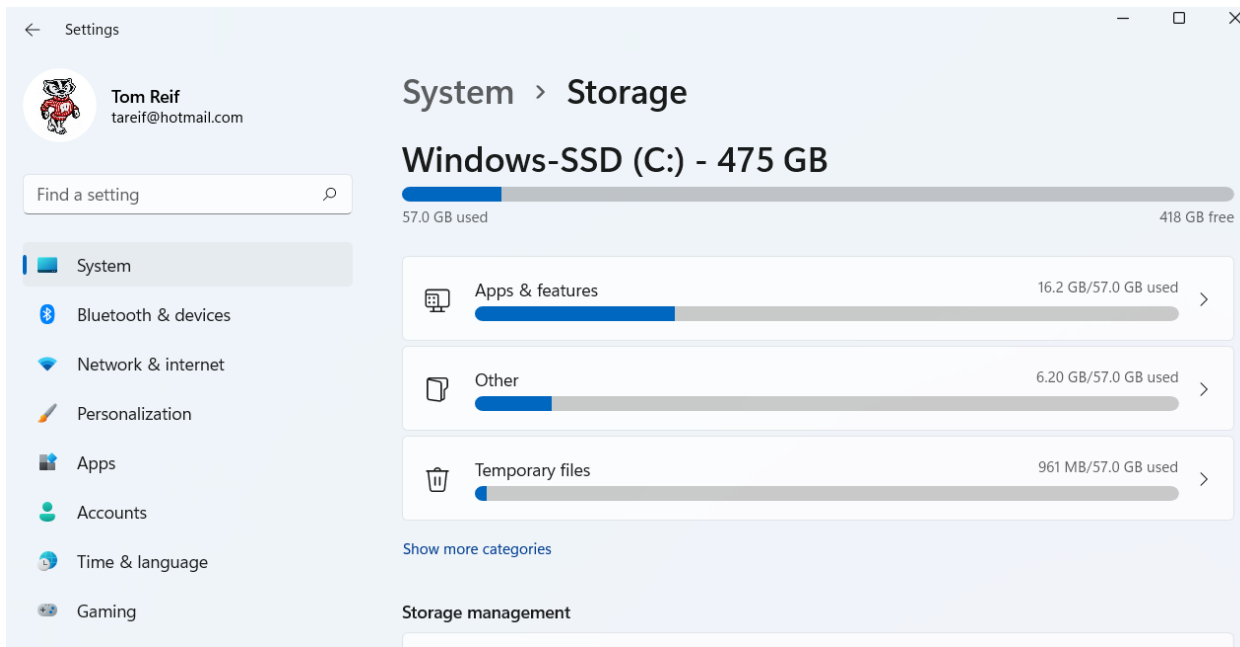 Settings
Tom Reif
tareif@hotmail.com
Find a setting
System
Bluetooth & devices
Network & internet
Personalization
Apps
Accounts
Time & language
Gaming
System > Storage
Windows-SSD (C:) - 475 GB
57.0 GB used 418 GB free
Apps & features 16.2 GB/57.0 GB used
Other 6.20 GB/57.0 GB used
Temporary files 961 MB/57.0 GB used
Show more categories
Storage management